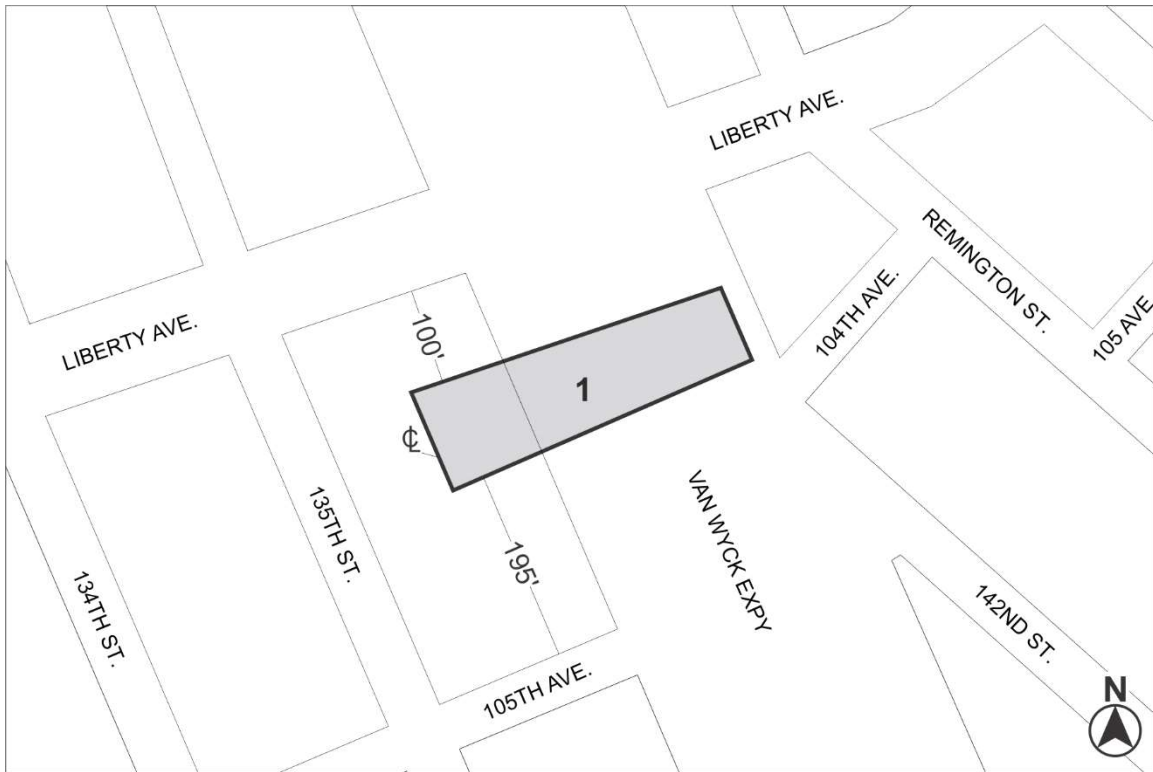 LIBERTY AVE.
REMINGTON ST.
104TH AVE.
105 AVE.
LIBERTY AVE.
100'
1
℄
135TH ST.
195'
VAN WYCK EXPY
134TH ST.
142ND ST.
105TH AVE.
N